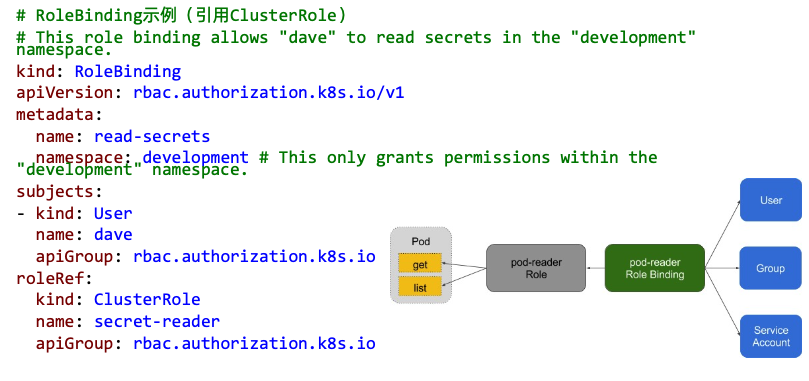 # RoleBinding示例（引用ClusterRole）
# This role binding allows "dave" to read secrets in the "development"
namespace.
kind: RoleBinding
apiVersion: rbac.authorization.k8s.io/v1
metadata:
  name: read-secrets
  namespace: development # This only grants permissions within the
"development" namespace.
subjects:
- kind: User
  name: dave
  apiGroup: rbac.authorization.k8s.io
roleRef:
  kind: ClusterRole
  name: secret-reader
  apiGroup: rbac.authorization.k8s.io
Pod
get
list
pod-reader
Role
pod-reader
Role Binding
User
Group
Service
Account